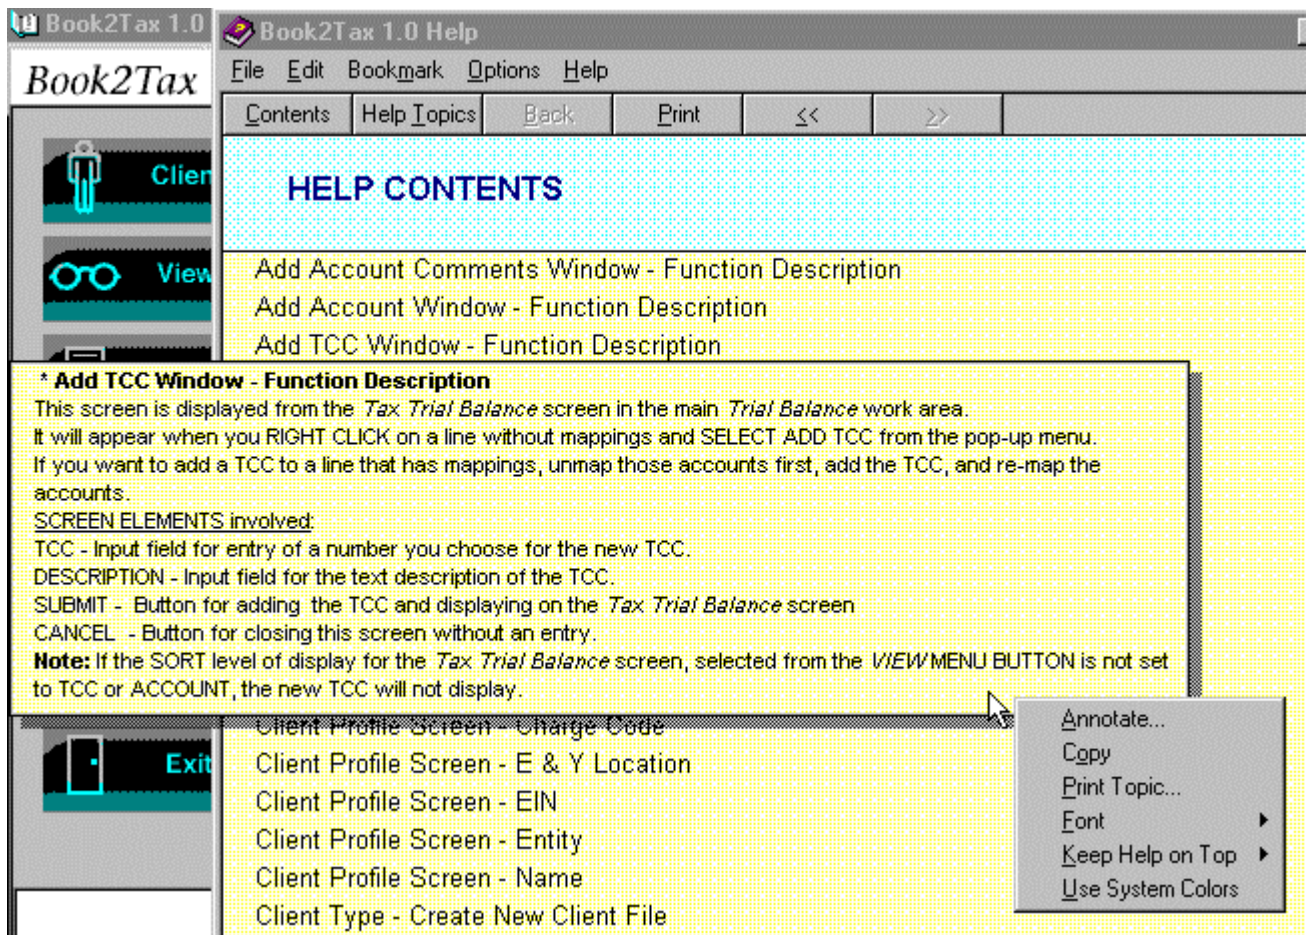 Book2Tax 1.0
Book2Tax 1.0 Help
File Edit Bookmark Options Help
Contents Help Topics Back Print << >>
Book2Tax
Clien
View
Exit
HELP CONTENTS
Add Account Comments Window - Function Description
Add Account Window - Function Description
Add TCC Window - Function Description
* Add TCC Window - Function Description
This screen is displayed from the Tax Trial Balance screen in the main Trial Balance work area.
It will appear when you RIGHT CLICK on a line without mappings and SELECT ADD TCC from the pop-up menu.
If you want to add a TCC to a line that has mappings, unmap those accounts first, add the TCC, and re-map the
accounts.
SCREEN ELEMENTS involved:
TCC - Input field for entry of a number you choose for the new TCC.
DESCRIPTION - Input field for the text description of the TCC.
SUBMIT - Button for adding the TCC and displaying on the Tax Trial Balance screen
CANCEL - Button for closing this screen without an entry.
Note: If the SORT level of display for the Tax Trial Balance screen, selected from the VIEW MENU BUTTON is not set
to TCC or ACCOUNT, the new TCC will not display.
Client Profile Screen - Charge Code
Client Profile Screen - E & Y Location
Client Profile Screen - EIN
Client Profile Screen - Entity
Client Profile Screen - Name
Client Type - Create New Client File
Annotate...
Copy
Print Topic...
Font
Keep Help on Top
Use System Colors